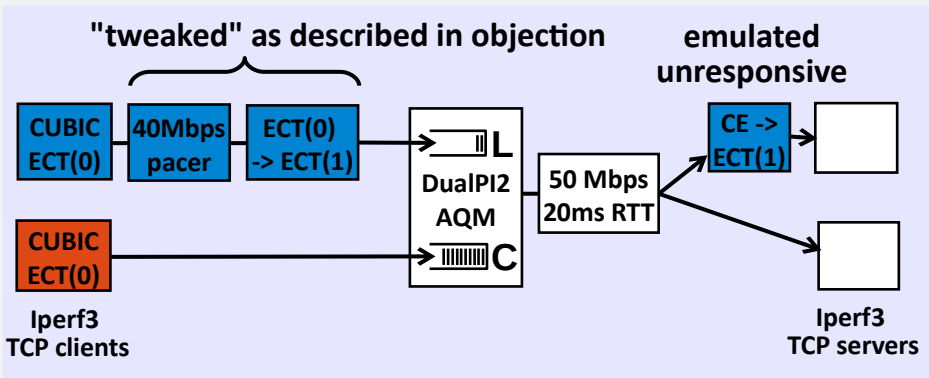 "tweaked" as described in objection
emulated
unresponsive
CUBIC
ECT(0)
40Mbps
pacer
ECT(0)
-> ECT(1)
L
DualPI2
AQM
C
50 Mbps
20ms RTT
CE ->
ECT(1)
CUBIC
ECT(0)
Iperf3
TCP clients
Iperf3
TCP servers